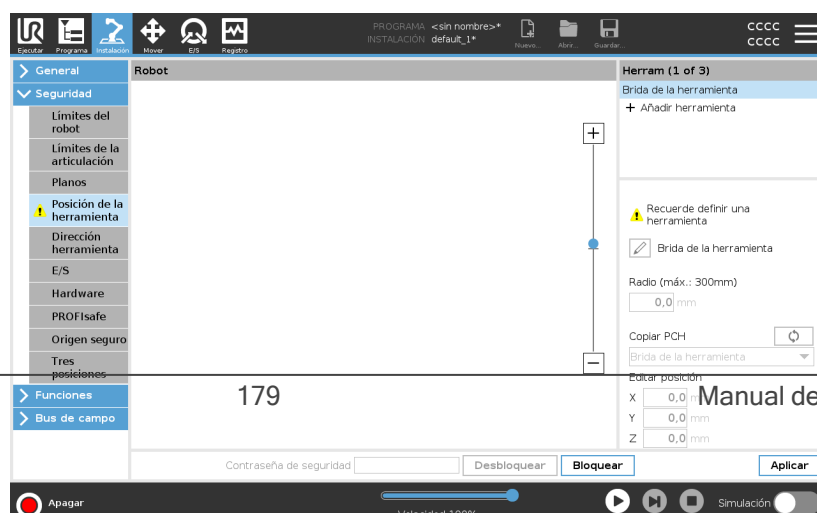 PROGRAMA <sin nombre>*
INSTALACIÓN default_1*
Ejecutar Programa Instalación Mover E/S Registro Nuevo... Abrir... Guardar...
cccc
cccc
General
Seguridad
Límites del
robot
Límites de la
articulación
Planos
Posición de la
herramienta
Dirección
herramienta
E/S
Hardware
PROFIsafe
Origen seguro
Tres
posiciones
Funciones
Bus de campo
Robot
Herram (1 of 3)
Brida de la herramienta
+ Añadir herramienta
Recuerde definir una
herramienta
Brida de la herramienta
Radio (máx.: 300mm)
0,0 mm
Copiar PCH
Brida de la herramienta
Editar posición
X 0,0
Y 0,0 mm
Z 0,0 mm
179
Manual de
Contraseña de seguridad Desbloquear Bloquear Aplicar
Apagar
Velocidad 100%
Simulación